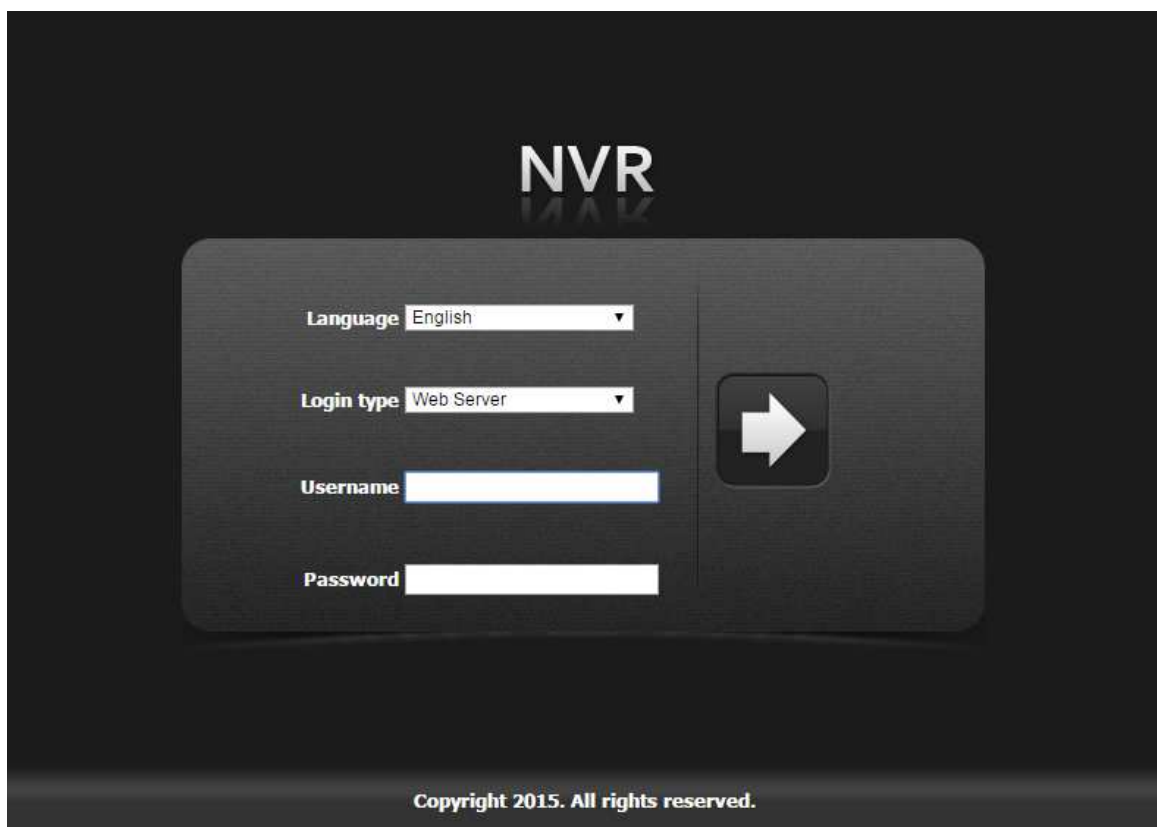 NVR
Language English
Login type Web Server
Username
Password
Copyright 2015. All rights reserved.